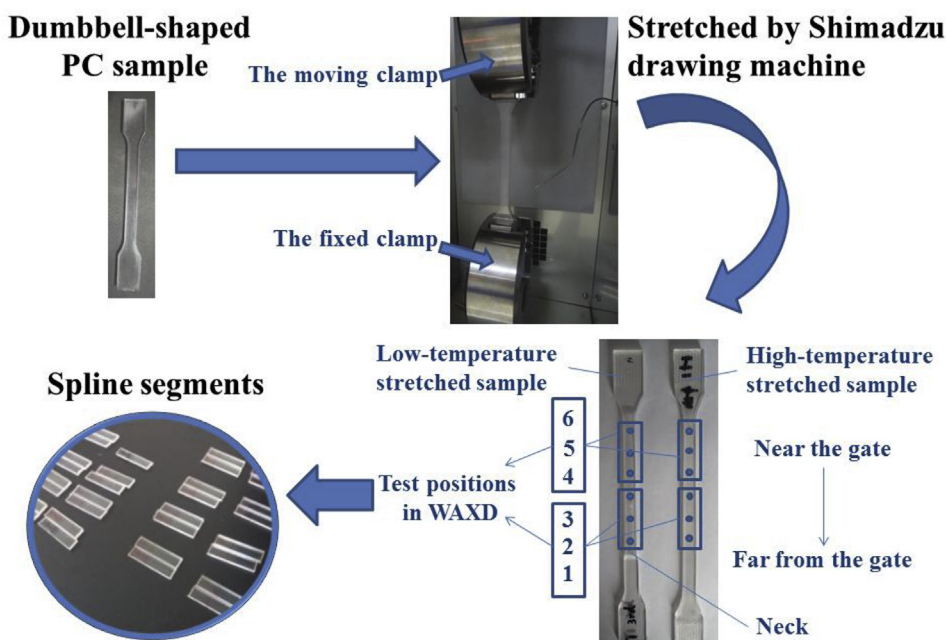 Dumbbell-shaped
PC sample
The moving clamp
Stretched by Shimadzu
drawing machine
The fixed clamp
Low-temperature
stretched sample
High-temperature
stretched sample
Spline segments
6
5
4
Near the gate
Test positions
in WAXD
3
2
1
Far from the gate
Neck